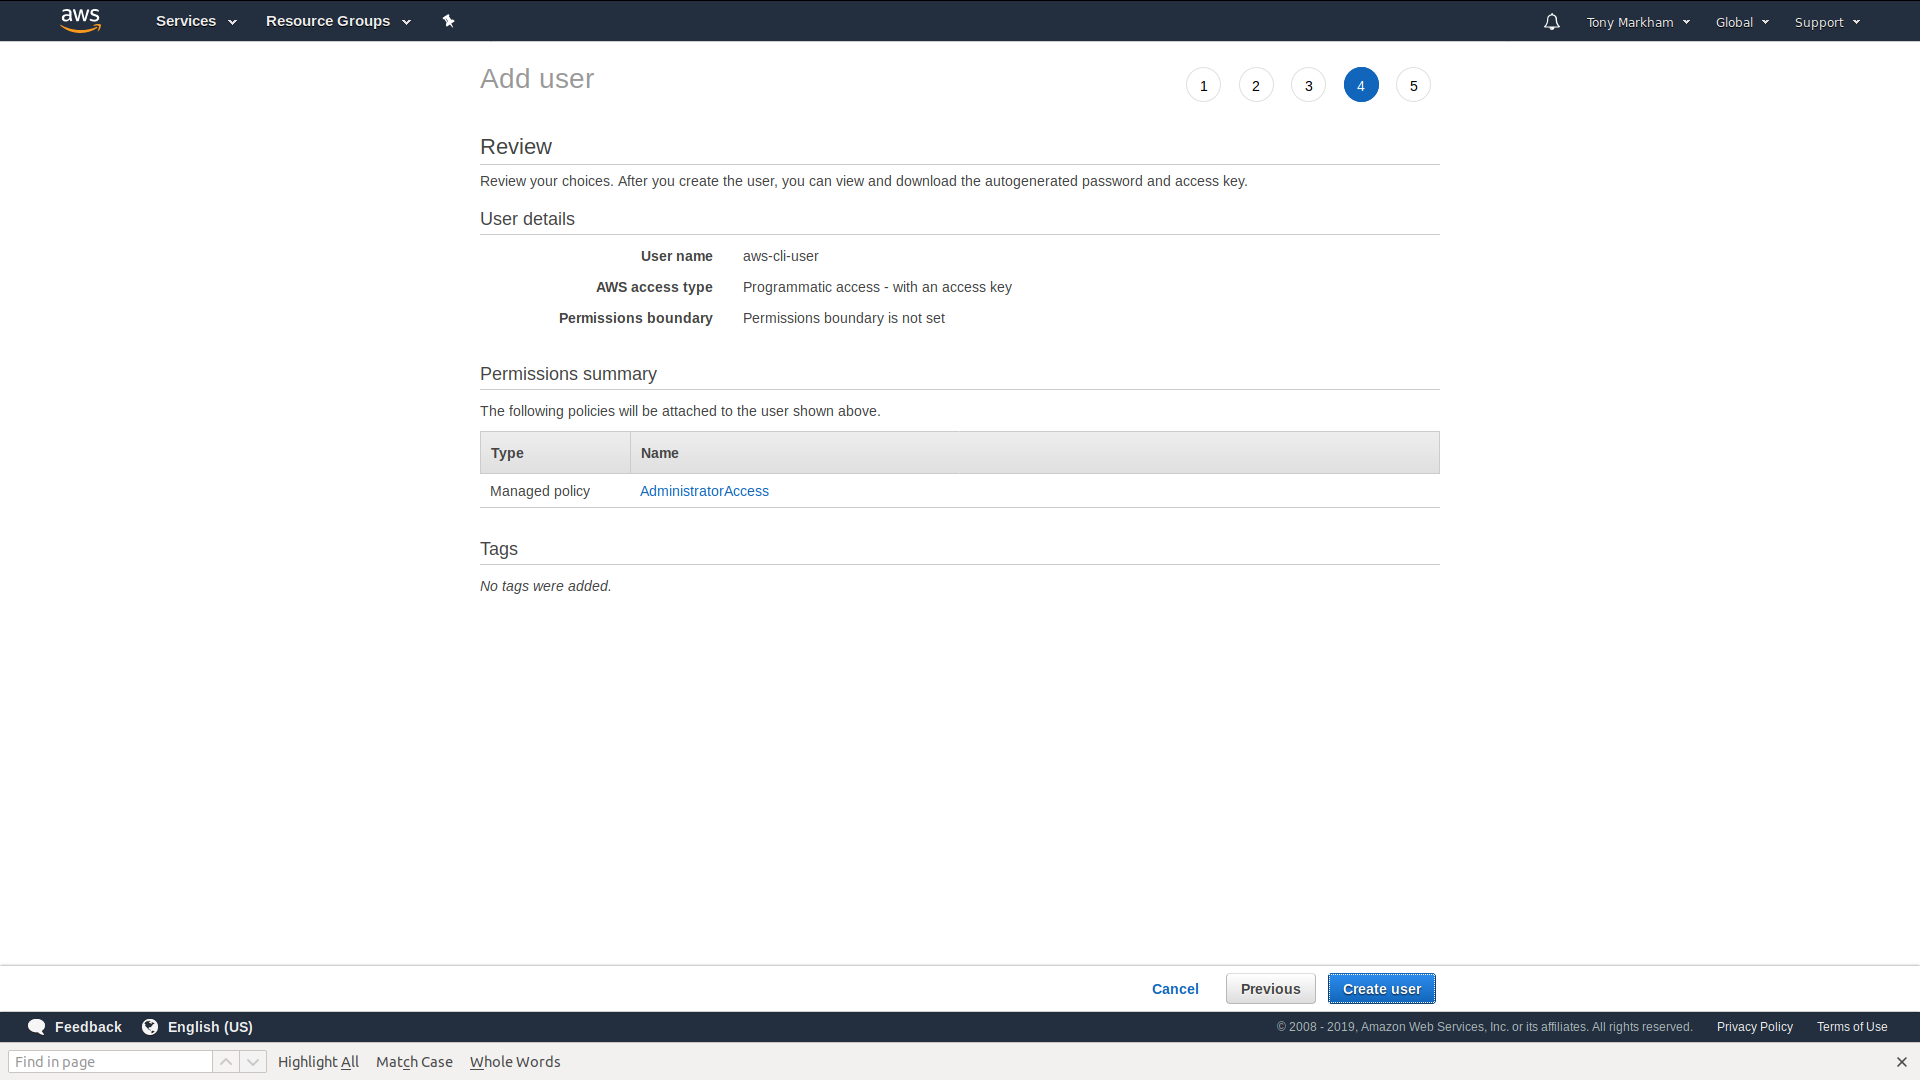 aws Services Resource Groups Tony Markham Global Support
Add user 1 2 3 4 5
Review
Review your choices. After you create the user, you can view and download the autogenerated password and access key.
User details
User name aws-cli-user
AWS access type Programmatic access - with an access key
Permissions boundary Permissions boundary is not set
Permissions summary
The following policies will be attached to the user shown above.
Type Name
Managed policy AdministratorAccess
Tags
No tags were added.
Cancel Previous Create user
Feedback English (US) © 2008 - 2019, Amazon Web Services, Inc. or its affiliates. All rights reserved. Privacy Policy Terms of Use
Find in page Highlight All Match Case Whole Words